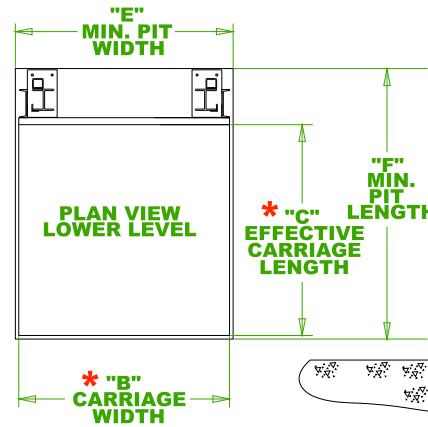 "E"
MIN. PIT
WIDTH
"F"
MIN.
PIT
LENGTH
PLAN VIEW
LOWER LEVEL
* "C"
EFFECTIVE
CARRIAGE
LENGTH
* "B"
CARRIAGE
WIDTH